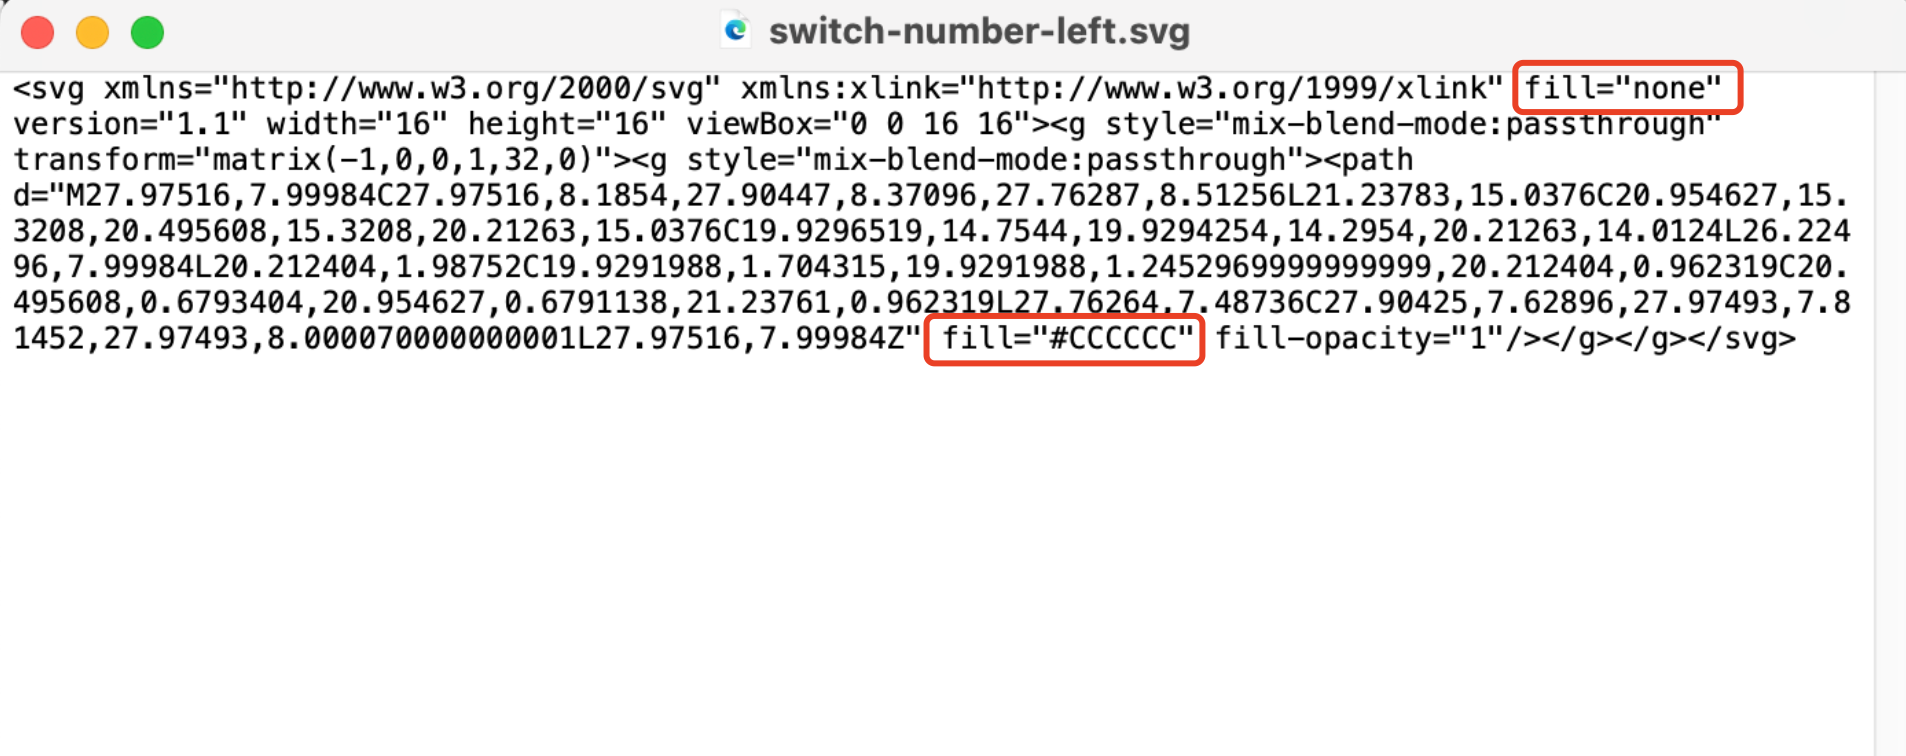 switch-number-left.svg
<svg xmlns="http://www.w3.org/2000/svg" xmlns:xlink="http://www.w3.org/1999/xlink" fill="none"
version="1.1" width="16" height="16" viewBox="0 0 16 16"><g style="mix-blend-mode:passthrough"
transform="matrix(-1,0,0,1,32,0)"><g style="mix-blend-mode:passthrough"><path
d="M27.97516,7.99984C27.97516,8.1854,27.90447,8.37096,27.76287,8.51256L21.23783,15.0376C20.954627,15.
3208,20.495608,15.3208,20.21263,15.0376C19.9296519,14.7544,19.9294254,14.2954,20.21263,14.0124L26.224
96,7.99984L20.212404,1.98752C19.9291988,1.704315,19.9291988,1.2452969999999999,20.212404,0.962319C20.
495608,0.6793404,20.954627,0.6791138,21.23761,0.962319L27.76264,7.48736C27.90425,7.62896,27.97493,7.8
1452,27.97493,8.000070000000001L27.97516,7.99984Z" fill="#CCCCCC" fill-opacity="1"/></g></g></svg>